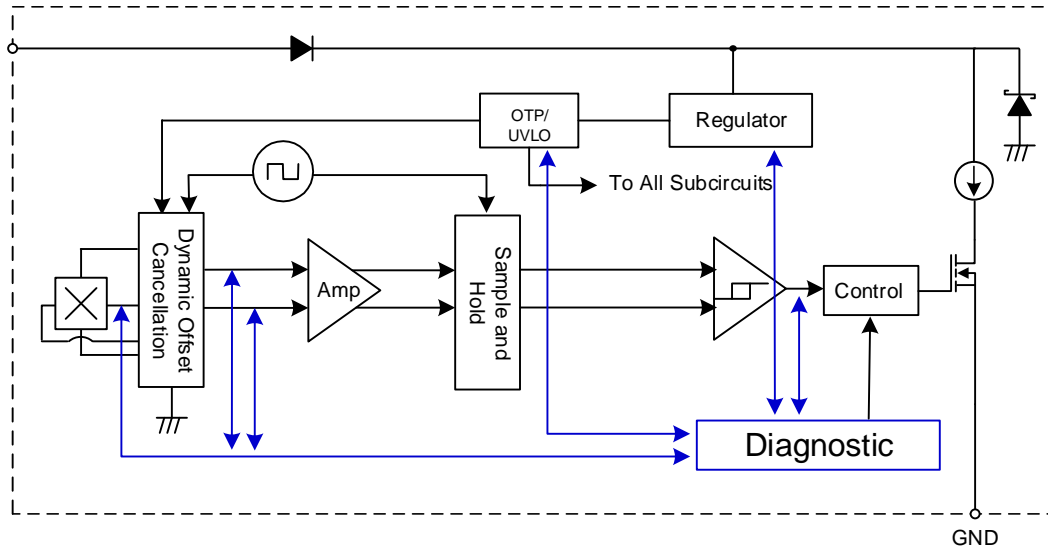 OTP/
UVLO
Regulator
To All Subcircuits
Dynamic Offset
Cancellation
Amp
Sample and
Hold
Control
Diagnostic
GND